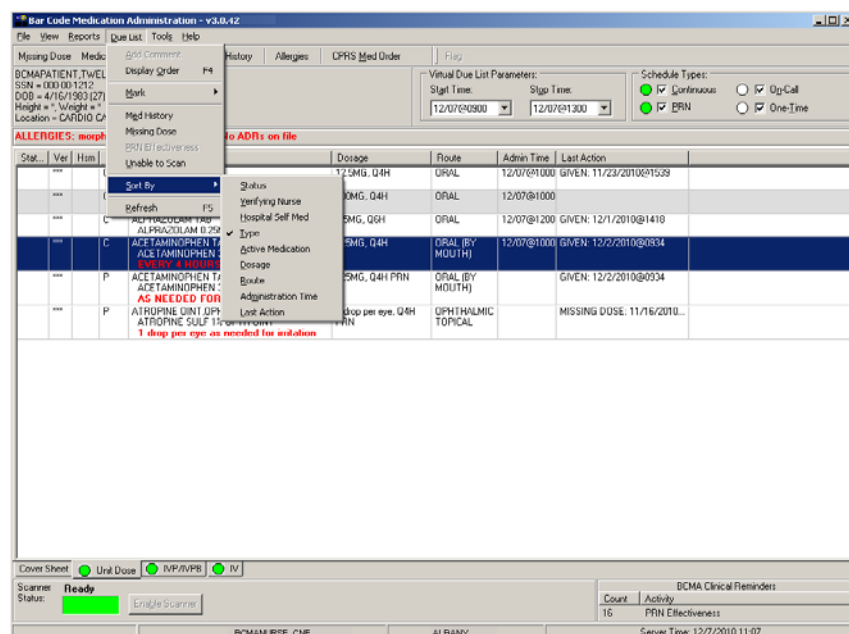 Bar Code Medication Administration - v3.0.42
File View Reports Due List Tools Help
Missing Dose Medic History Allergies CPRS Med Order Flag
BCMAPATIENT,TWEL
SSN = 000-00-1212
DOB = 4/16/1983 (27)
Height = *, Weight = *
Location = CARDIO CA
Virtual Due List Parameters:
Start Time: Stop Time:
12/07@0900 12/07@1300
Schedule Types:
Continuous On-Call
PRN One-Time
ALLERGIES: morph No ADRs on file
Add Comment
Display Order F4
Mark
Med History
Missing Dose
PRN Effectiveness
Unable to Scan
Sort By
Refresh F5
Status
Verifying Nurse
Hospital Self Med
Type
Active Medication
Dosage
Route
Administration Time
Last Action
Stat... Ver Hsm Dosage Route Admin Time Last Action
*** 12.5MG, Q4H ORAL 12/07@1000 GIVEN: 11/23/2010@1539
*** 0MG, Q4H ORAL 12/07@1000
*** C ALPRAZOLAM TAB 5MG, Q6H ORAL 12/07@1200 GIVEN: 12/1/2010@1418
ALPRAZOLAM 0.25
*** C ACETAMINOPHEN TA 5MG, Q4H ORAL (BY MOUTH) 12/07@1000 GIVEN: 12/2/2010@0934
ACETAMINOPHEN
EVERY 4 HOURS
*** P ACETAMINOPHEN TA 5MG, Q4H PRN ORAL (BY MOUTH) GIVEN: 12/2/2010@0934
ACETAMINOPHEN
AS NEEDED FOR
*** P ATROPINE OINT,OPH drop per eye, Q4H PRN OPHTHALMIC TOPICAL MISSING DOSE: 11/16/2010...
ATROPINE SULF 1%
1 drop per eye as needed for irritation
Cover Sheet Unit Dose IVP/IVPB IV
Scanner Status: Ready
Enable Scanner
BCMA Clinical Reminders
Count Activity
16 PRN Effectiveness
BCMANURSE, ONE ALBANY Server Time: 12/7/2010 11:07